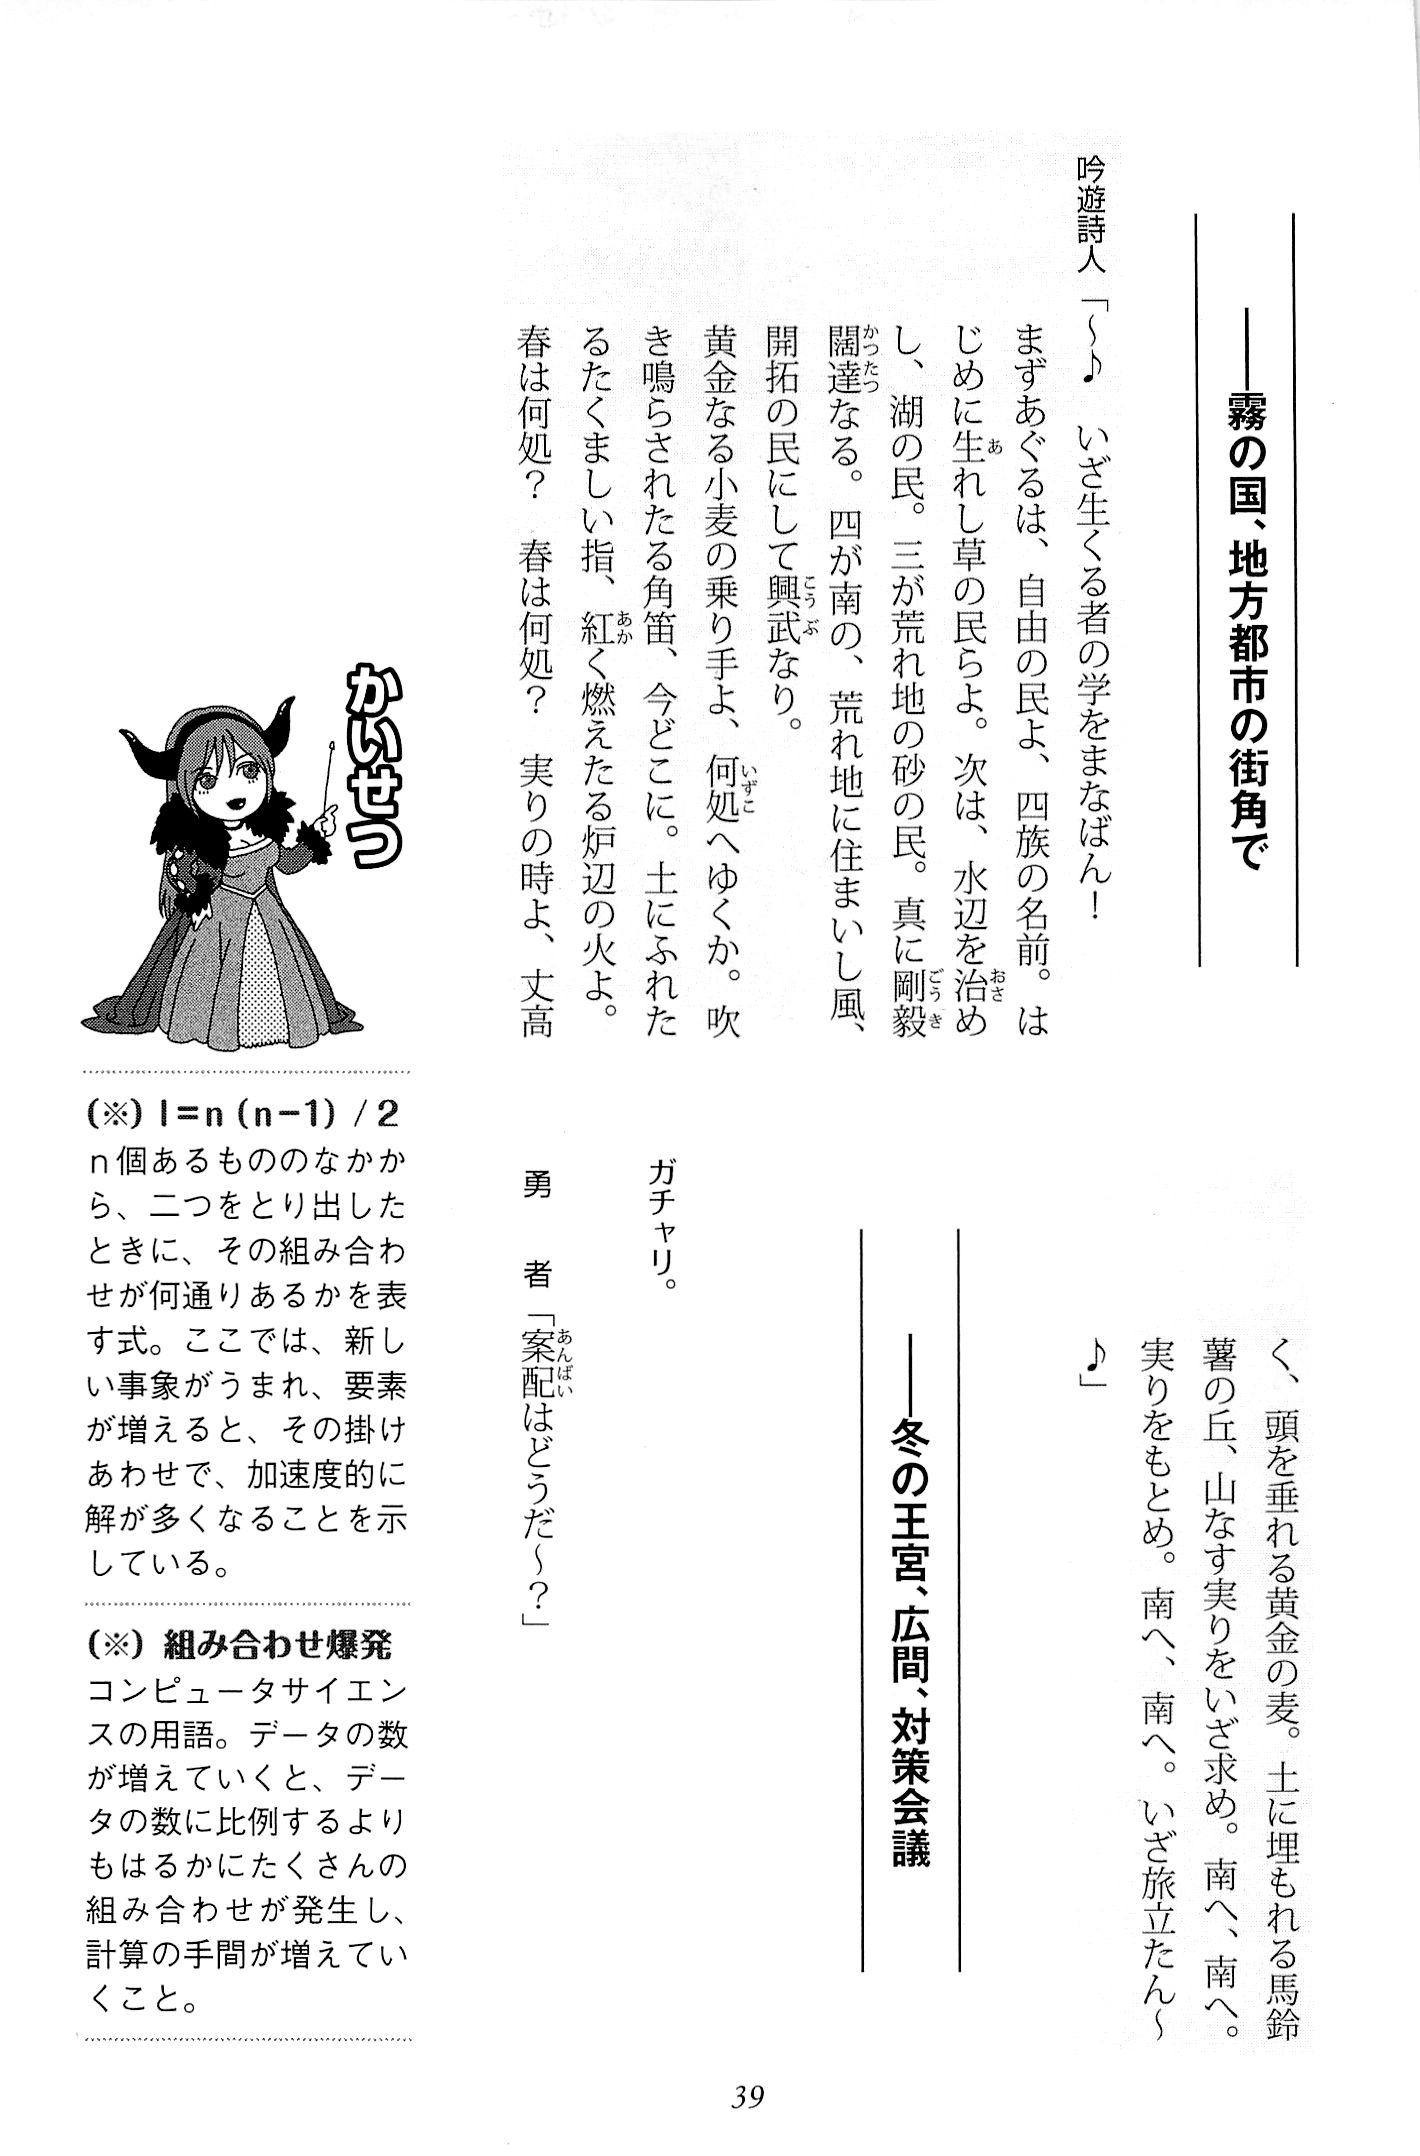 ――霧の国、地方都市の街角で
吟遊詩人「～♪　いざ生くる者の学をまなばん！
まずあぐるは、自由の民よ、四族の名前。は
じめに生れし草の民らよ。次は、水辺を治め
し、湖の民。三が荒れ地の砂の民。真に剛毅
闊達なる。四が南の、荒れ地に住まいし風、
開拓の民にして興武なり。
黄金なる小麦の乗り手よ、何処へゆくか。吹
き鳴らされたる角笛、今どこに。土にふれた
るたくましい指、紅く燃えたる炉辺の火よ。
春は何処？　春は何処？　実りの時よ、丈高
く、頭を垂れる黄金の麦。土に埋もれる馬鈴
薯の丘、山なす実りをいざ求め。南へ、南へ。
実りをもとめ。南へ、南へ。いざ旅立たん～
♪」
――冬の王宮、広間、対策会議
ガチャリ。
勇　者「案配はどうだ～？」
かいせつ
(※) l=n (n−1) / 2
n個あるもののなかか
ら、二つをとり出した
ときに、その組み合わ
せが何通りあるかを表
す式。ここでは、新し
い事象がうまれ、要素
が増えると、その掛け
あわせで、加速度的に
解が多くなることを示
している。
(※) 組み合わせ爆発
コンピュータサイエン
スの用語。データの数
が増えていくと、デー
タの数に比例するより
もはるかにたくさんの
組み合わせが発生し、
計算の手間が増えてい
くこと。
39